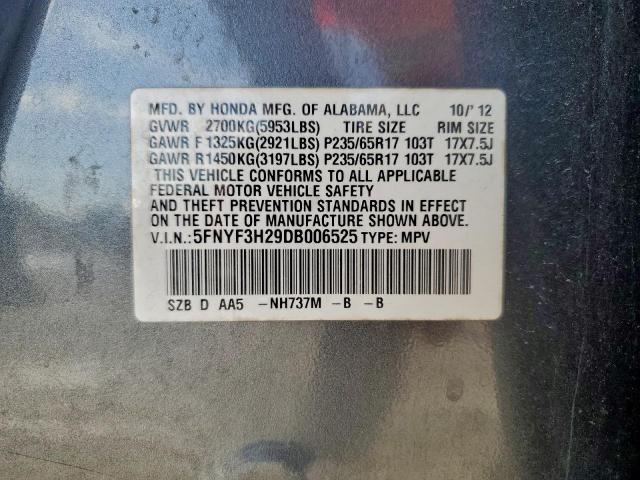 MFD. BY HONDA MFG. OF ALABAMA, LLC 10/'12
GVWR 2700KG(5953LBS) TIRE SIZE RIM SIZE
GAWR F 1325KG(2921LBS) P235/65R17 103T 17X7.5J
GAWR R1450KG(3197LBS) P235/65R17 103T 17X7.5J
THIS VEHICLE CONFORMS TO ALL APPLICABLE
FEDERAL MOTOR VEHICLE SAFETY
AND THEFT PREVENTION STANDARDS IN EFFECT
ON THE DATE OF MANUFACTURE SHOWN ABOVE.
V.I.N.:5FNYF3H29DB006525 TYPE: MPV
SZB D AA5 -NH737M -B -B